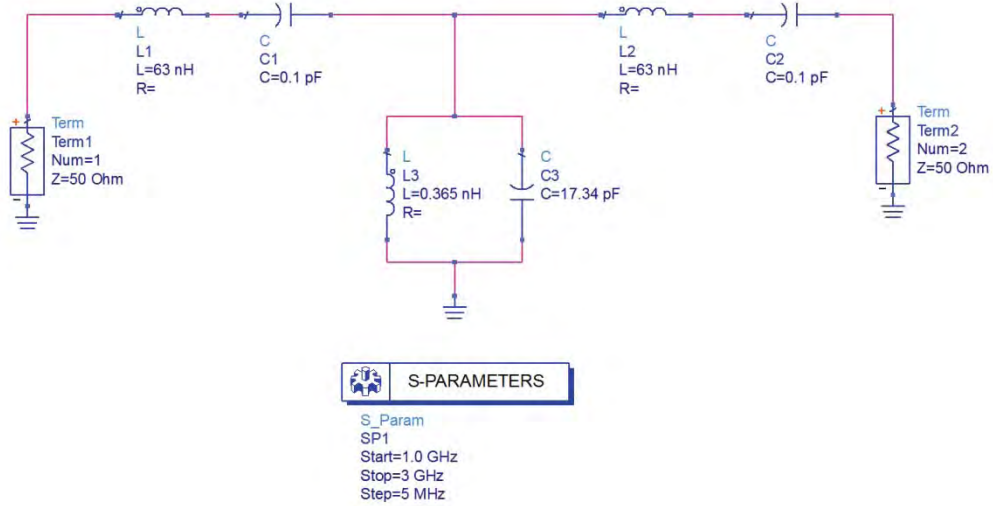 L
L1
L=63 nH
R=
C
C1
C=0.1 pF
L
L2
L=63 nH
R=
C
C2
C=0.1 pF
+
Term
Term1
Num=1
Z=50 Ohm
-
L
L3
L=0.365 nH
R=
C
C3
C=17.34 pF
+
Term
Term2
Num=2
Z=50 Ohm
-
S-PARAMETERS
S_Param
SP1
Start=1.0 GHz
Stop=3 GHz
Step=5 MHz